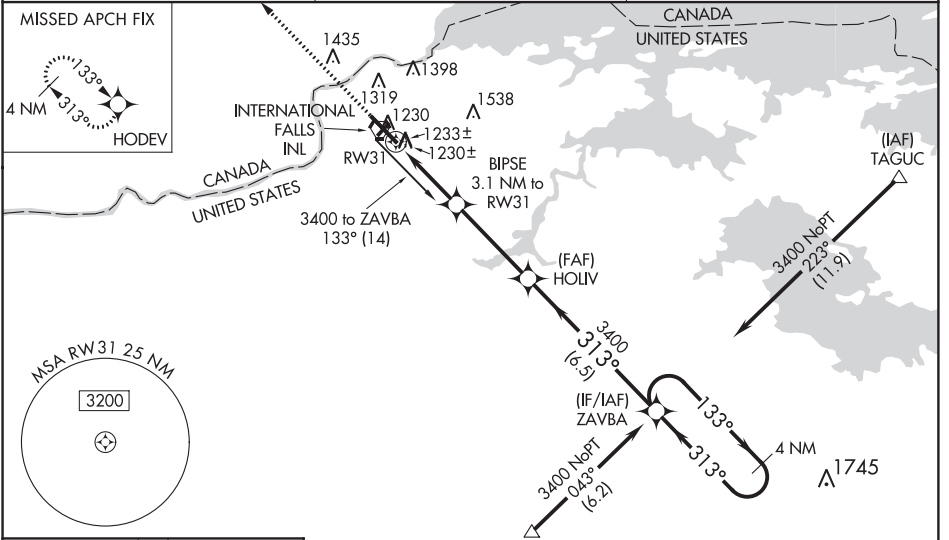 MISSED APCH FIX
133°
4 NM
313°
HODEV
CANADA
UNITED STATES
1435
1398
1319
1538
INTERNATIONAL
FALLS
INL
1230
1233±
1230±
RW31
CANADA
UNITED STATES
BIPSE
3.1 NM to
RW31
3400 to ZAVBA
133° (14)
(IAF)
TAGUC
3400 NoPT
223°
(11.9)
(FAF)
HOLIV
3400
313°
(6.5)
MSA RW31 25 NM
3200
(IF/IAF)
ZAVBA
133°
313°
4 NM
1745
3400 NoPT
043°
(6.2)